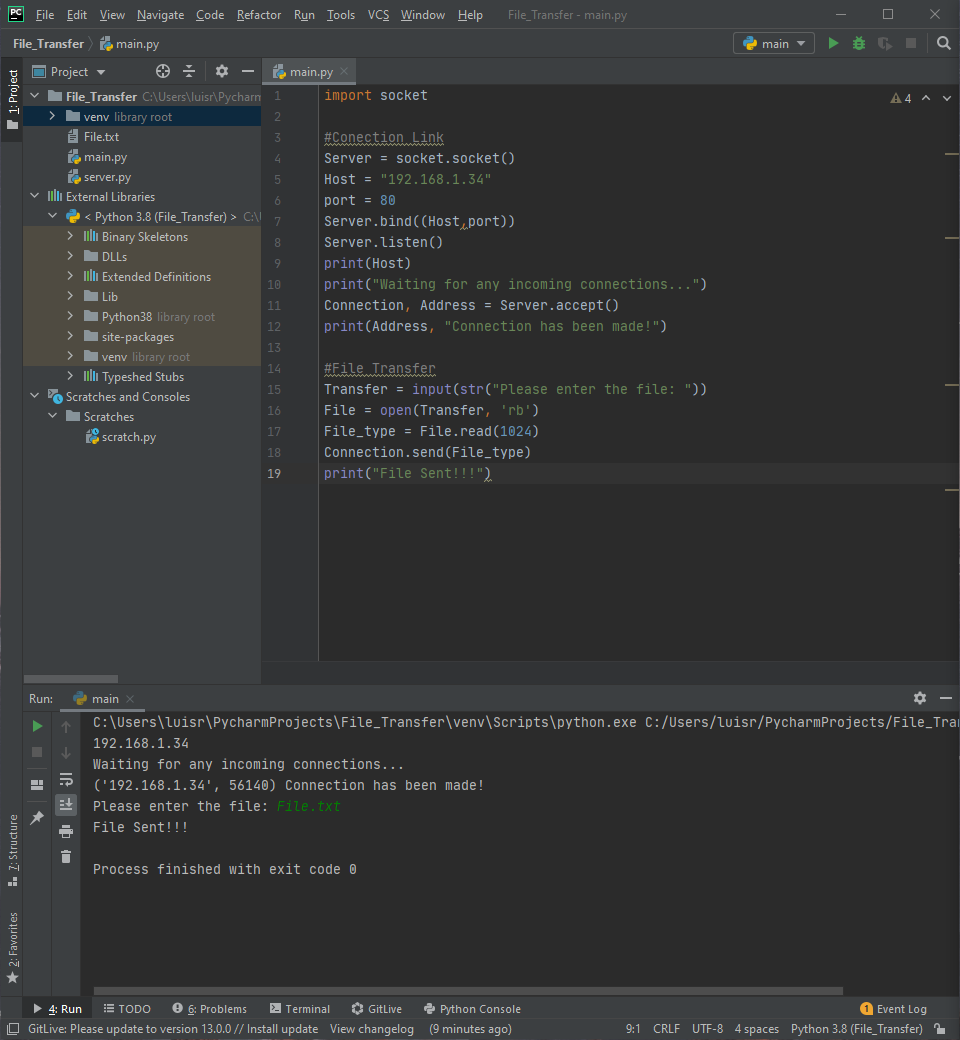 PC File Edit View Navigate Code Refactor Run Tools VCS Window Help File_Transfer - main.py
File_Transfer main.py main
1: Project
Project main.py
File_Transfer C:\Users\luisr\Pycharm
venv library root
File.txt
main.py
server.py
External Libraries
< Python 3.8 (File_Transfer) > C:\U
Binary Skeletons
DLLs
Extended Definitions
Lib
Python38 library root
site-packages
venv library root
Typeshed Stubs
Scratches and Consoles
Scratches
scratch.py
4
1 import socket
2
3 #Conection Link
4 Server = socket.socket()
5 Host = "192.168.1.34"
6 port = 80
7 Server.bind((Host,port))
8 Server.listen()
9 print(Host)
10 print("Waiting for any incoming connections...")
11 Connection, Address = Server.accept()
12 print(Address, "Connection has been made!")
13
14 #File Transfer
15 Transfer = input(str("Please enter the file: "))
16 File = open(Transfer, 'rb')
17 File_type = File.read(1024)
18 Connection.send(File_type)
19 print("File Sent!!!")
Run: main
C:\Users\luisr\PycharmProjects\File_Transfer\venv\Scripts\python.exe C:/Users/luisr/PycharmProjects/File_Tra
192.168.1.34
Waiting for any incoming connections...
('192.168.1.34', 56140) Connection has been made!
Please enter the file: File.txt
File Sent!!!
Process finished with exit code 0
7: Structure
2: Favorites
4: Run TODO 6: Problems Terminal GitLive Python Console 1 Event Log
GitLive: Please update to version 13.0.0 // Install update View changelog (9 minutes ago) 9:1 CRLF UTF-8 4 spaces Python 3.8 (File_Transfer)